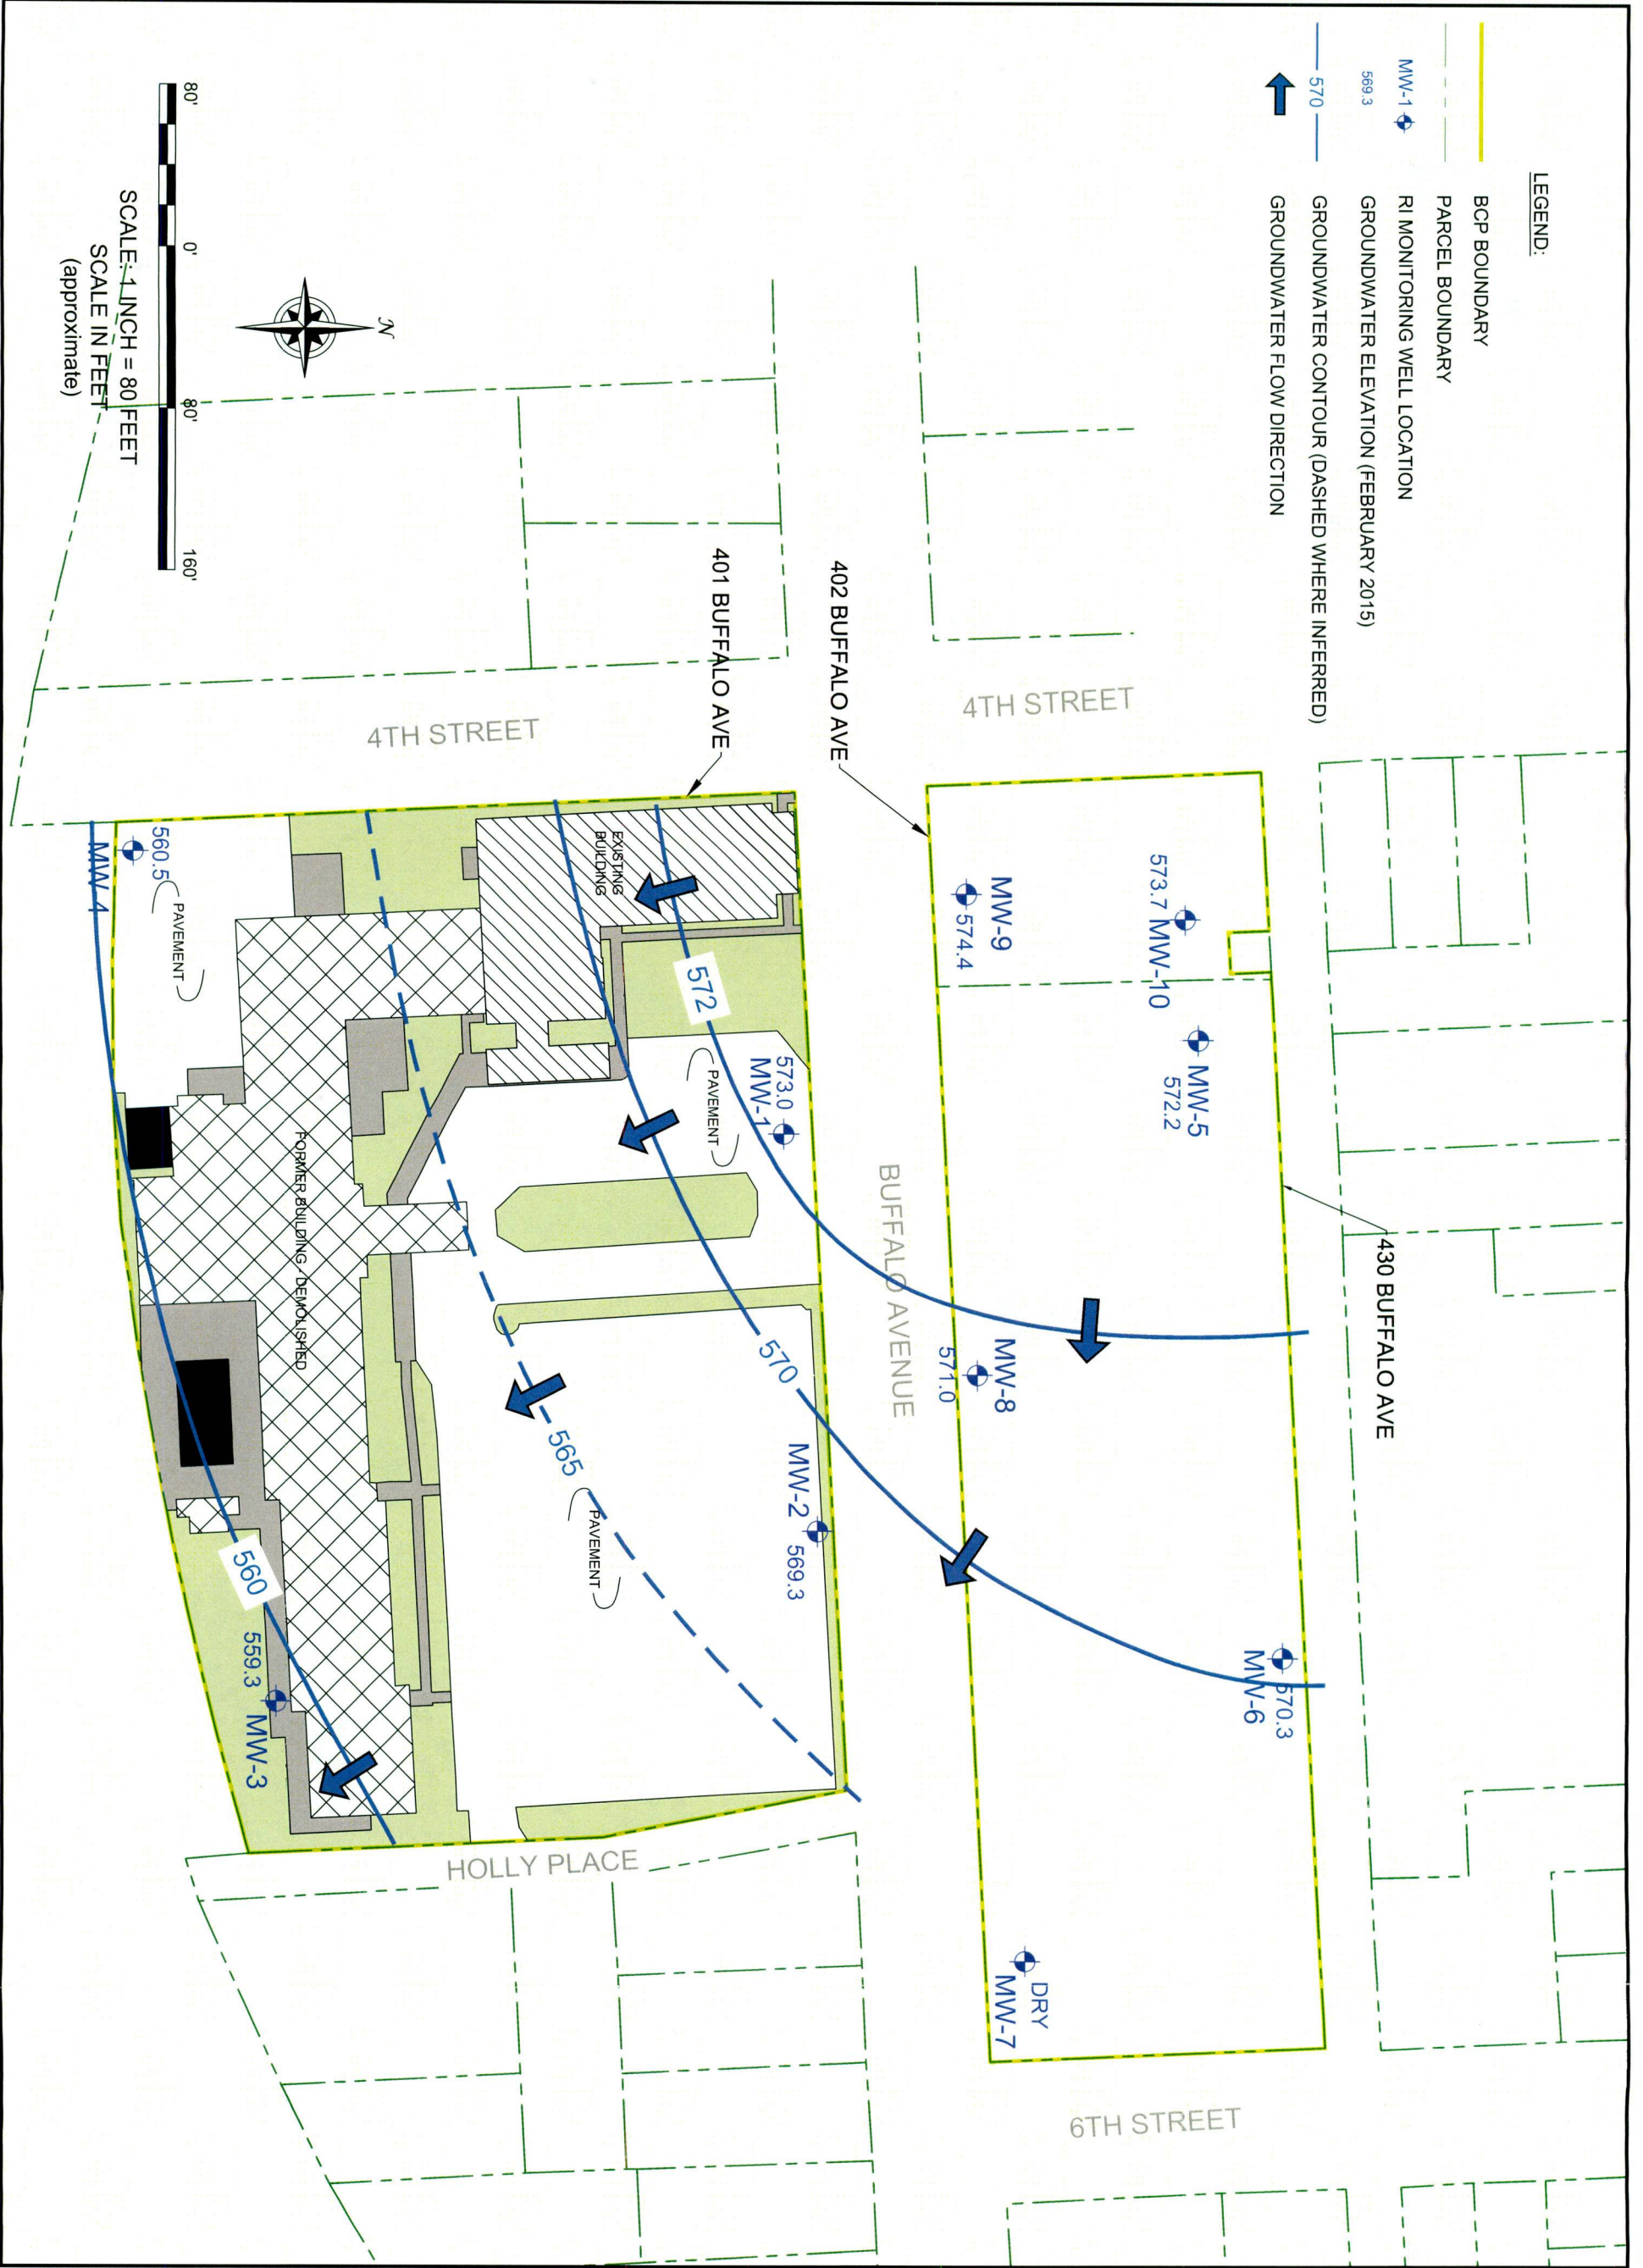 LEGEND:
BCP BOUNDARY
PARCEL BOUNDARY
MW-1
RI MONITORING WELL LOCATION
569.3
GROUNDWATER ELEVATION (FEBRUARY 2015)
570
GROUNDWATER CONTOUR (DASHED WHERE INFERRED)
GROUNDWATER FLOW DIRECTION
430 BUFFALO AVE
573.7 MW-10
MW-5
572.2
570.3
MW-6
6TH STREET
4TH STREET
MW-9
574.4
MW-8
571.0
DRY
MW-7
402 BUFFALO AVE
BUFFALO AVENUE
401 BUFFALO AVE
573.0
MW-1
MW-2
569.3
572
PAVEMENT
570
EXISTING
BUILDING
565
PAVEMENT
4TH STREET
HOLLY PLACE
FORMER BUILDING - DEMOLISHED
N
560
559.3
MW-3
PAVEMENT
560.5
MW-4
80'
0'
80'
160'
SCALE: 1 INCH = 80 FEET
SCALE IN FEET
(approximate)